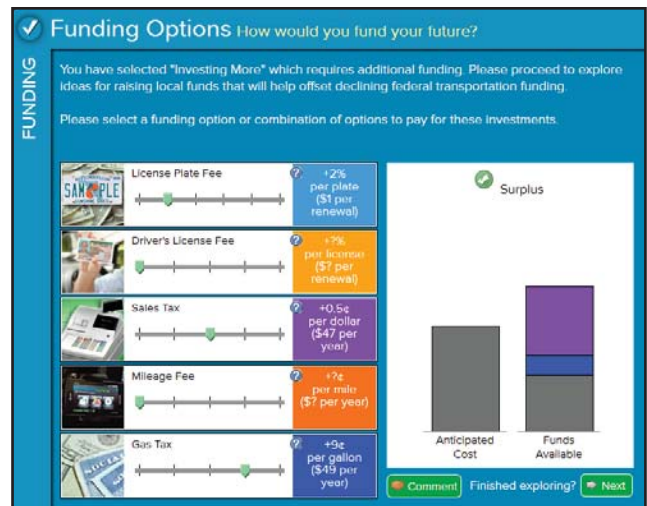 Funding Options How would you fund your future?
FUNDING
You have selected "Investing More" which requires additional funding. Please proceed to explore
ideas for raising local funds that will help offset declining federal transportation funding.
Please select a funding option or combination of options to pay for these investments.
License Plate Fee
SAMPLE
?
+2%
per plate
($1 per
renewal)
Driver's License Fee
?
+?%
per license
($? per
renewal)
Sales Tax
?
+0.5¢
per dollar
($47 per
year)
Mileage Fee
?
+?¢
per mile
($? per year)
Gas Tax
SOCIAL
?
+9¢
per gallon
($49 per
year)
Surplus
Anticipated
Cost
Funds
Available
Comment
Finished exploring?
Next